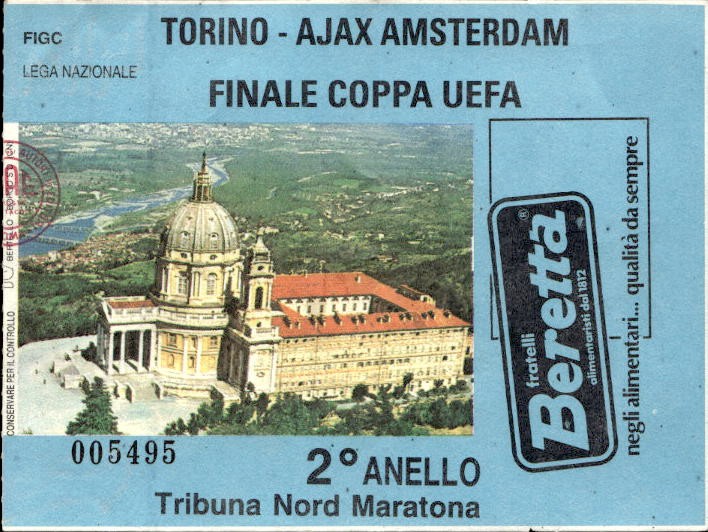 FIGC
LEGA NAZIONALE
TORINO - AJAX AMSTERDAM
FINALE COPPA UEFA
CONSERVARE PER IL CONTROLLO
fratelli
Beretta®
alimentaristi dal 1812
negli alimentari... qualità da sempre
005495
2° ANELLO
Tribuna Nord Maratona